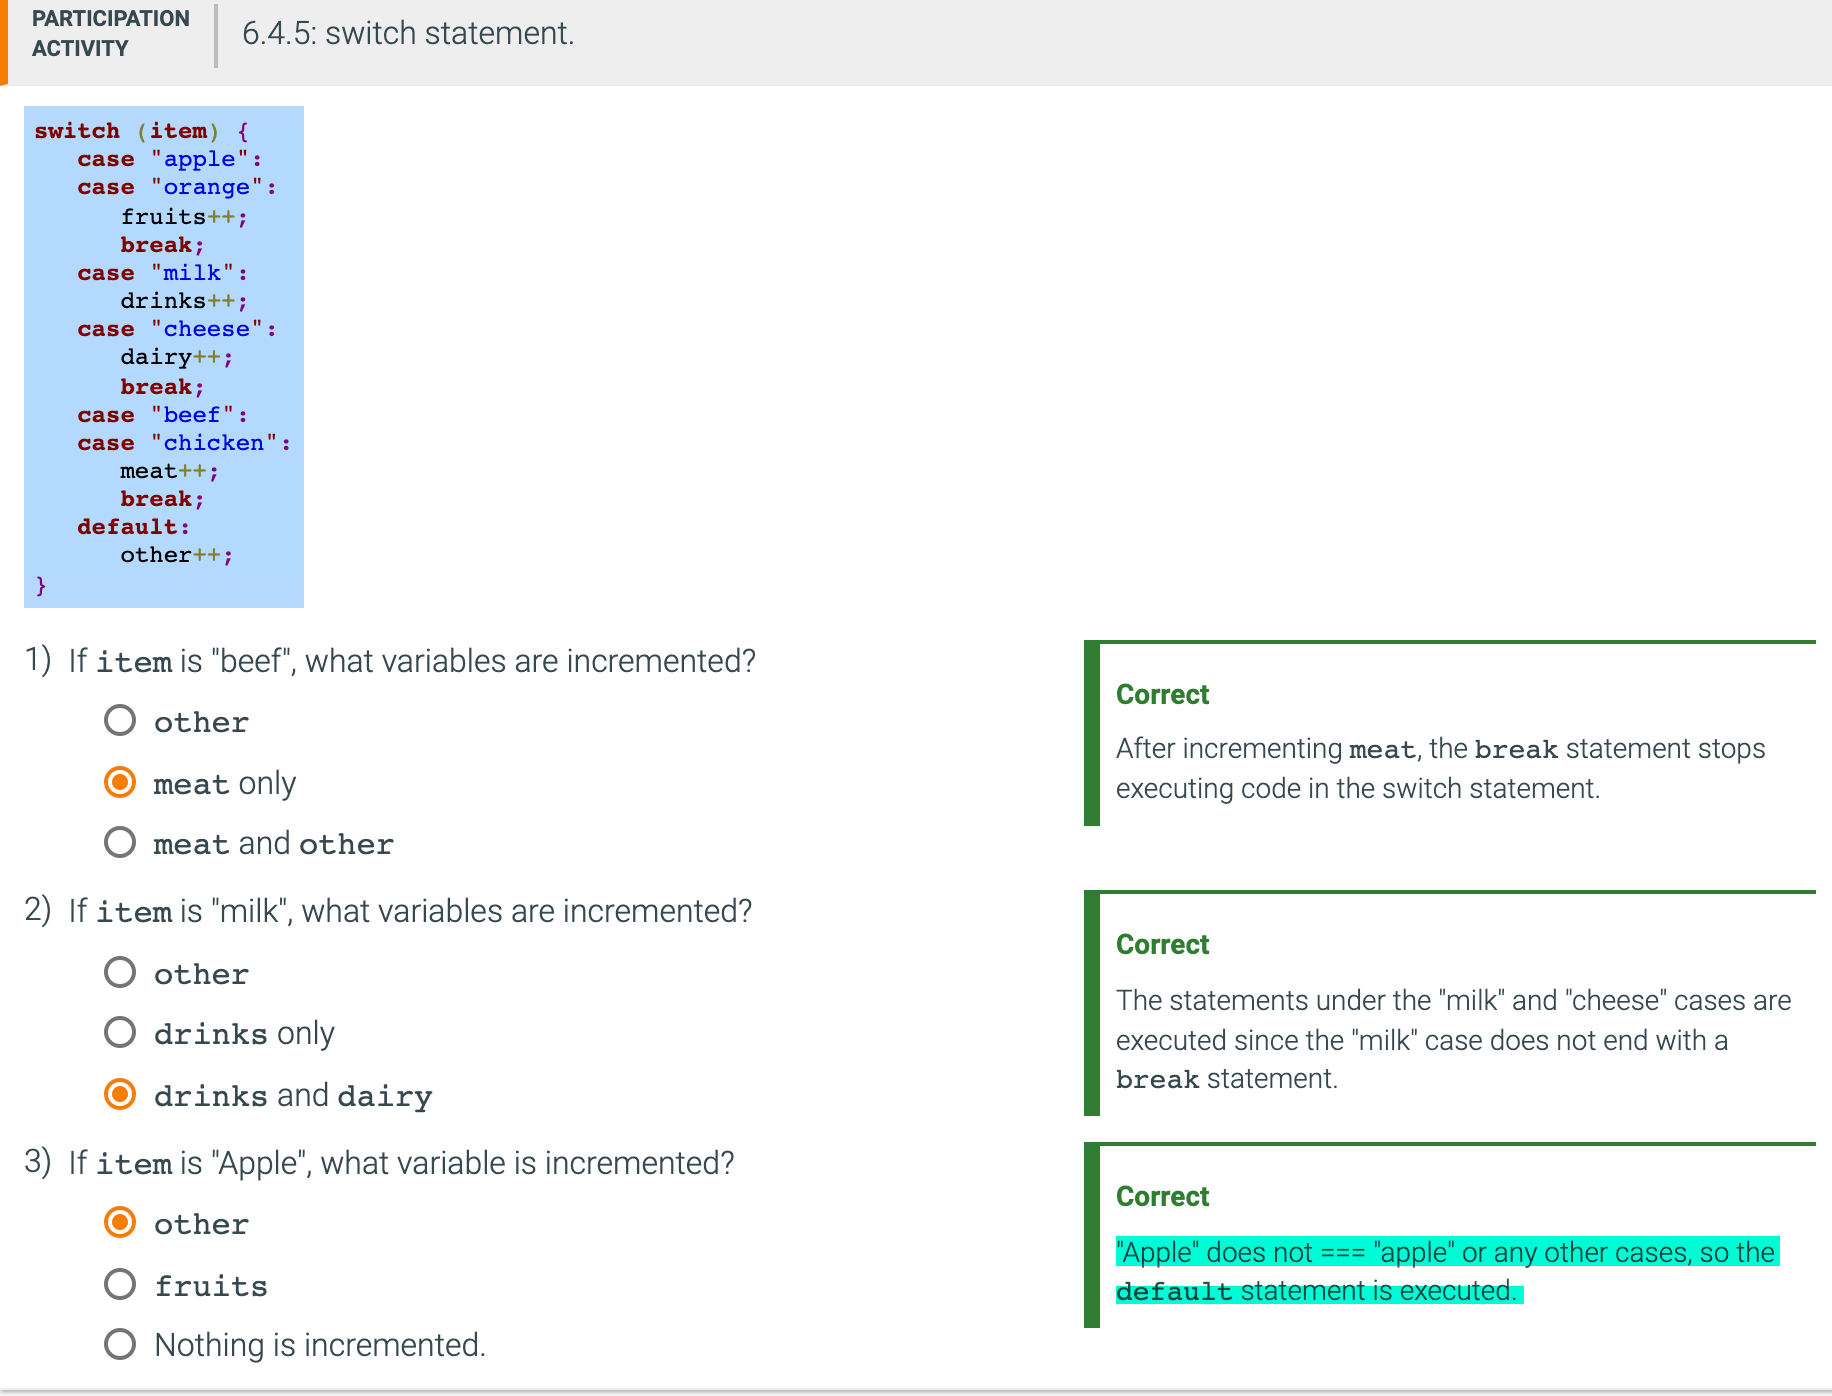 PARTICIPATION
ACTIVITY
6.4.5: switch statement.
switch (item) {
   case "apple":
   case "orange":
      fruits++;
      break;
   case "milk":
      drinks++;
   case "cheese":
      dairy++;
      break;
   case "beef":
   case "chicken":
      meat++;
      break;
   default:
      other++;
}
1) If item is "beef", what variables are incremented?
other
meat only
meat and other
Correct
After incrementing meat, the break statement stops
executing code in the switch statement.
2) If item is "milk", what variables are incremented?
other
drinks only
drinks and dairy
Correct
The statements under the "milk" and "cheese" cases are
executed since the "milk" case does not end with a
break statement.
3) If item is "Apple", what variable is incremented?
other
fruits
Nothing is incremented.
Correct
"Apple" does not === "apple" or any other cases, so the
default statement is executed.